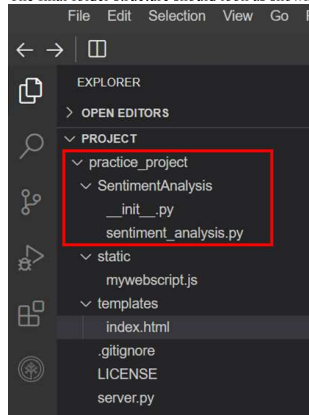 File Edit Selection View Go
EXPLORER
OPEN EDITORS
PROJECT
practice_project
SentimentAnalysis
__init__.py
sentiment_analysis.py
static
mywebscript.js
templates
index.html
.gitignore
LICENSE
server.py